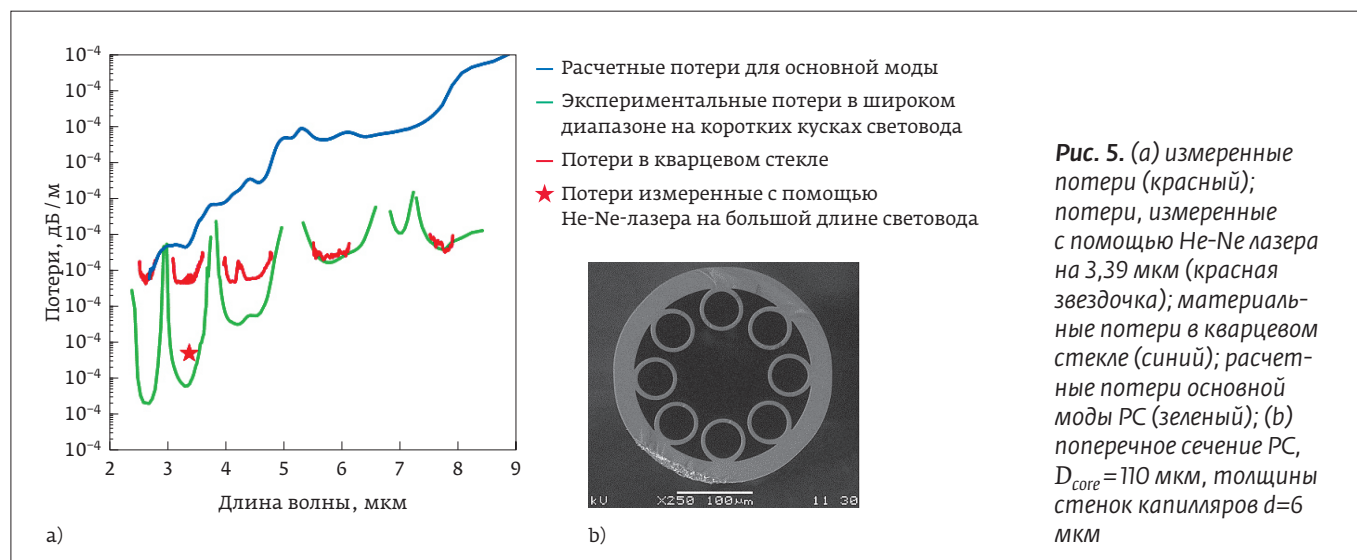 10⁻⁴
10⁻⁴
10⁻⁴
10⁻⁴
10⁻⁴
10⁻⁴
10⁻⁴
10⁻⁴
10⁻⁴
10⁻⁴
10⁻⁴
10⁻⁴
Потери, дБ / м
2 3 4 5 6 7 8 9
Длина волны, мкм
a)
Расчетные потери для основной моды
Экспериментальные потери в широком
диапазоне на коротких кусках световода
Потери в кварцевом стекле
Потери измеренные с помощью
He-Ne-лазера на большой длине световода
kV X250 100µm 11 30
b)
Рис. 5. (a) измеренные
потери (красный);
потери, измеренные
с помощью He-Ne лазера
на 3,39 мкм (красная
звездочка); материаль-
ные потери в кварцевом
стекле (синий); расчет-
ные потери основной
моды РС (зеленый); (b)
поперечное сечение РС,
D_core=110 мкм, толщины
стенок капилляров d=6
мкм